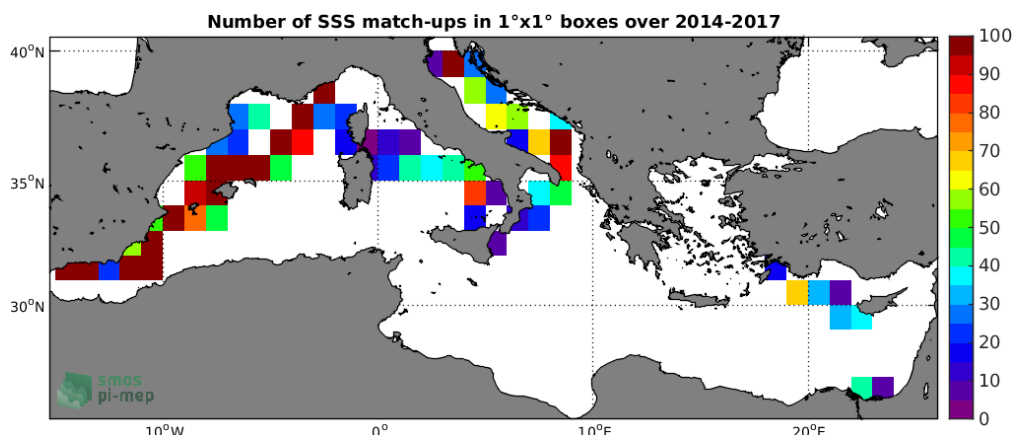 Number of SSS match-ups in 1°x1° boxes over 2014-2017
40°N
35°N
30°N
10°W
0°
10°E
20°E
100
90
80
70
60
50
40
30
20
10
0
smos
pi-mep